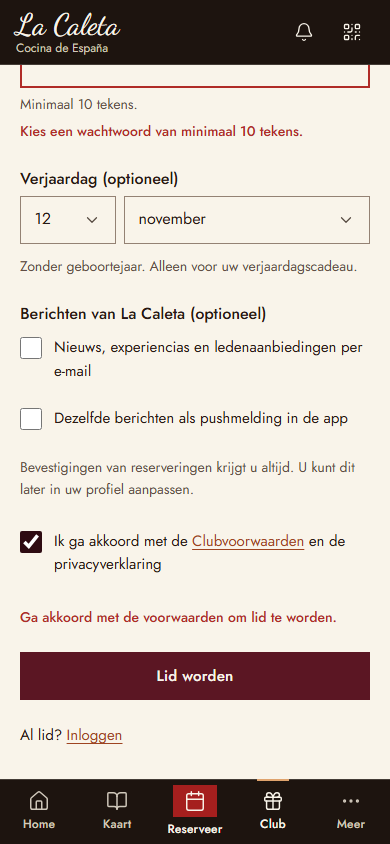 La Caleta
Cocina de España
Minimaal 10 tekens.
Kies een wachtwoord van minimaal 10 tekens.
Verjaardag (optioneel)
12
november
Zonder geboortejaar. Alleen voor uw verjaardagscadeau.
Berichten van La Caleta (optioneel)
Nieuws, experiencias en ledenaanbiedingen per
e-mail
Dezelfde berichten als pushmelding in de app
Bevestigingen van reserveringen krijgt u altijd. U kunt dit
later in uw profiel aanpassen.
Ik ga akkoord met de Clubvoorwaarden en de
privacyverklaring
Ga akkoord met de voorwaarden om lid te worden.
Lid worden
Al lid? Inloggen
Home
Kaart
Reserveer
Club
Meer